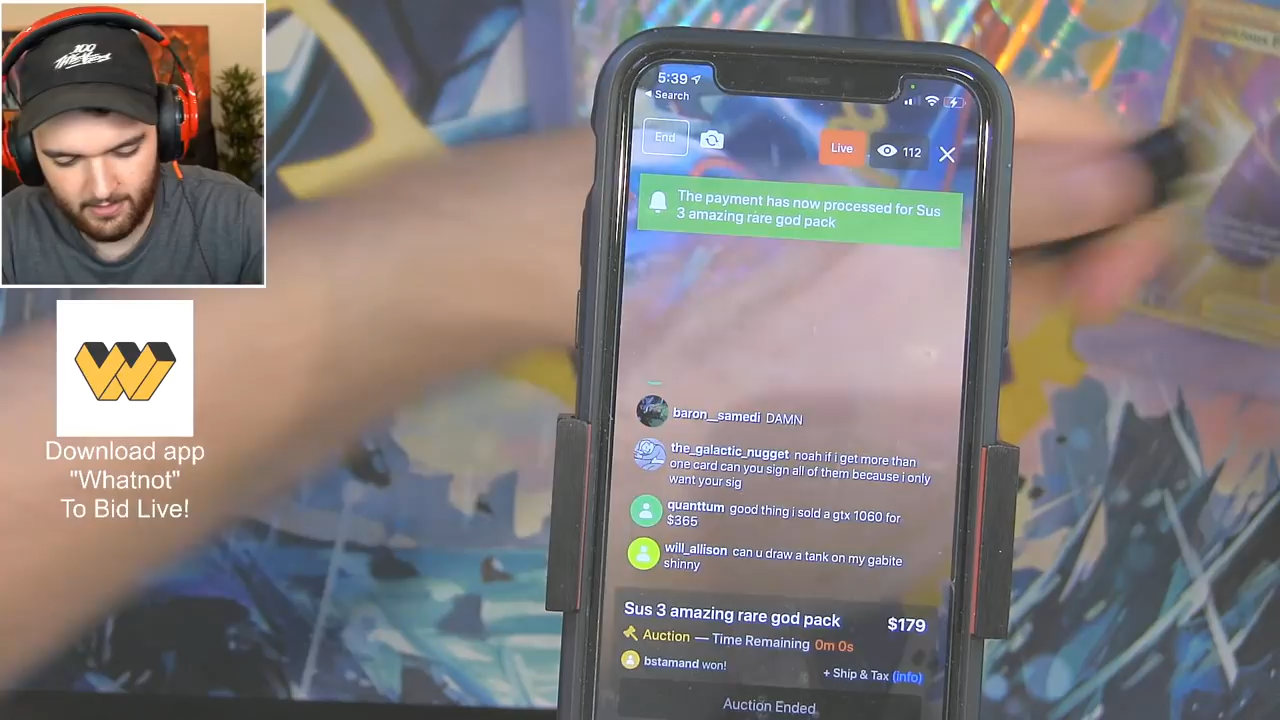 100
THIEVES
Download app
"Whatnot"
To Bid Live!
5:39
Search
End
Live
112
The payment has now processed for Sus
3 amazing rare god pack
baron__samedi DAMN
the_galactic_nugget noah if i get more than
one card can you sign all of them because i only
want your sig
quanttum good thing i sold a gtx 1060 for
$365
will_allison can u draw a tank on my gabite
shinny
Sus 3 amazing rare god pack $179
Auction — Time Remaining 0m 0s
bstamand won!
+ Ship & Tax (info)
Auction Ended